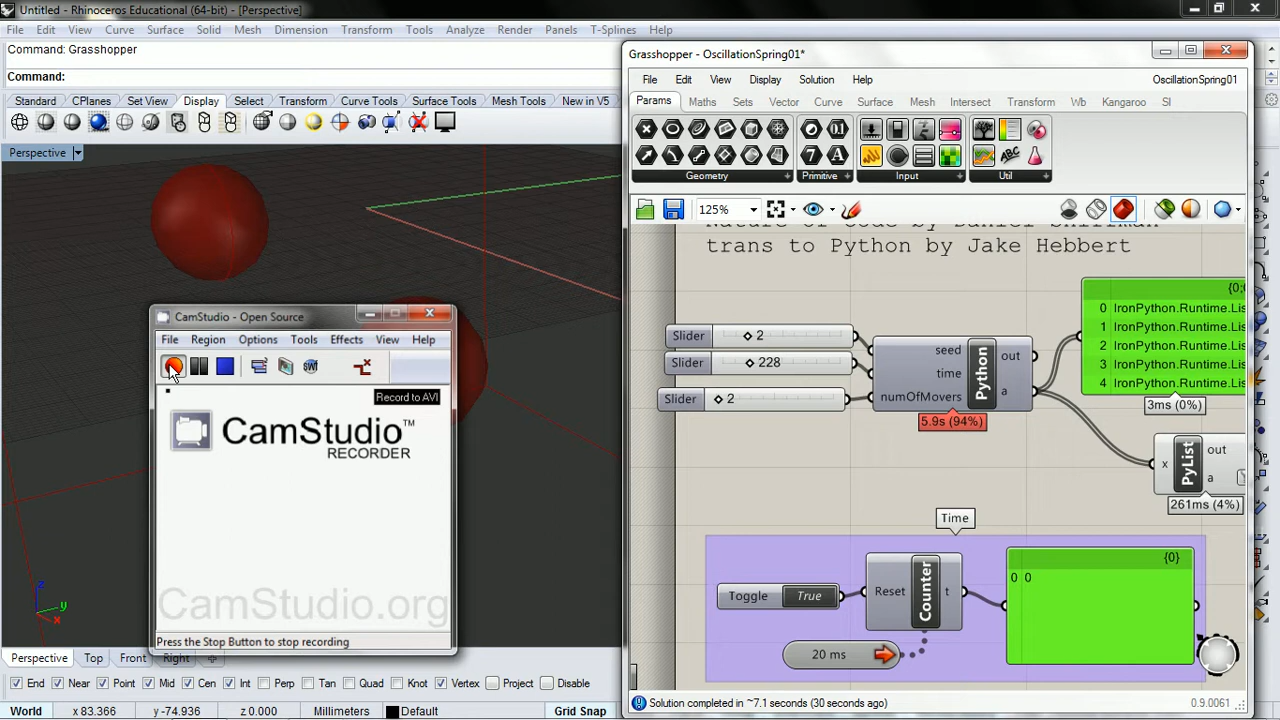 Untitled - Rhinoceros Educational (64-bit) - [Perspective]
File Edit View Curve Surface Solid Mesh Dimension Transform Tools Analyze Render Panels T-Splines Help
Command: Grasshopper
Command:
Standard CPlanes Set View Display Select Transform Curve Tools Surface Tools Mesh Tools New in V5
Perspective
Grasshopper - OscillationSpring01*
File Edit View Display Solution Help OscillationSpring01
Params Maths Sets Vector Curve Surface Mesh Intersect Transform Wb Kangaroo SI
Geometry Primitive Input Util
125%
trans to Python by Jake Hebbert
Slider 2
Slider 228
Slider 2
seed
time
numOfMovers
Python
out
a
5.9s (94%)
0 IronPython.Runtime.Lis
1 IronPython.Runtime.Lis
2 IronPython.Runtime.Lis
3 IronPython.Runtime.Lis
4 IronPython.Runtime.Lis
3ms (0%)
x PyList out
a
261ms (4%)
Time
Toggle True
Reset Counter t
20 ms
{0}
0 0
Solution completed in ~7.1 seconds (30 seconds ago) 0.9.0061
CamStudio - Open Source
File Region Options Tools Effects View Help
SWF
Record to AVI
CamStudio™
RECORDER
CamStudio.org
Press the Stop Button to stop recording
z
y
x
Perspective Top Front Right
End Near Point Mid Cen Int Perp Tan Quad Knot Vertex Project Disable
World x 83.366 y -74.936 z 0.000 Millimeters Default Grid Snap